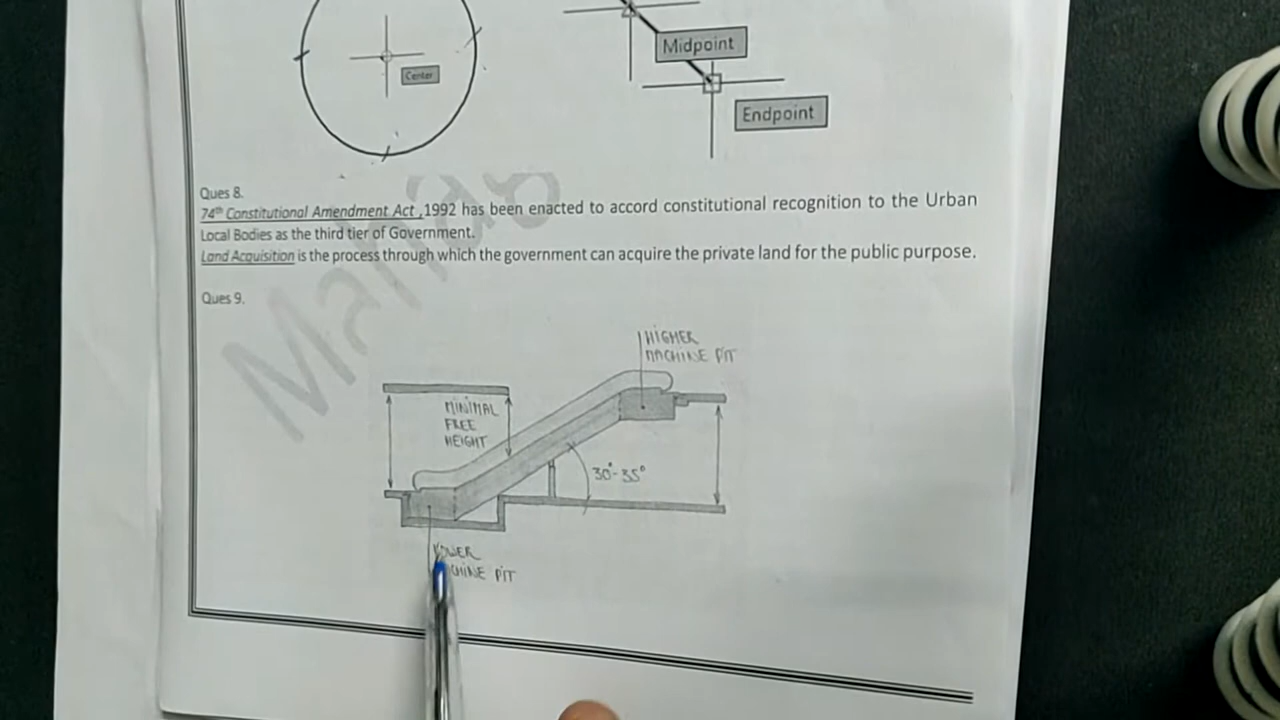 Center
Midpoint
Endpoint
Ques 8.
74th Constitutional Amendment Act ,1992 has been enacted to accord constitutional recognition to the Urban
Local Bodies as the third tier of Government.
Land Acquisition is the process through which the government can acquire the private land for the public purpose.
Ques 9.
HIGHER
MACHINE PIT
MINIMAL
FREE
HEIGHT
30°-35°
LOWER
PIT